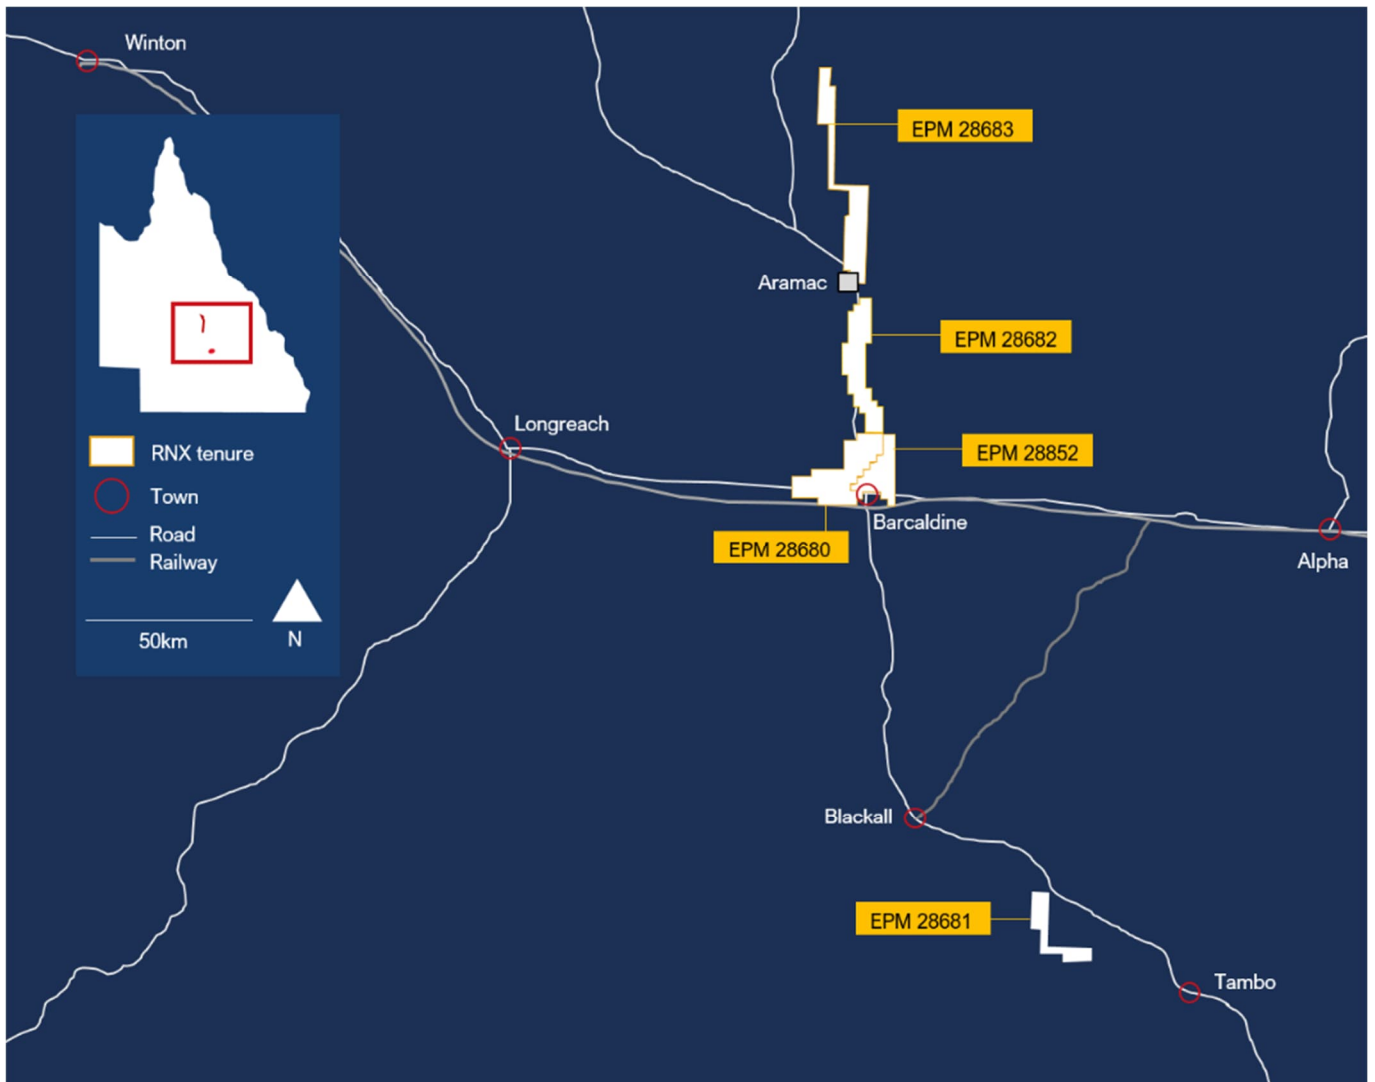 Winton
EPM 28683
Aramac
EPM 28682
Longreach
RNX tenure
EPM 28852
Town
Barcaldine
Road
EPM 28680
Railway
Alpha
50km
N
Blackall
EPM 28681
Tambo